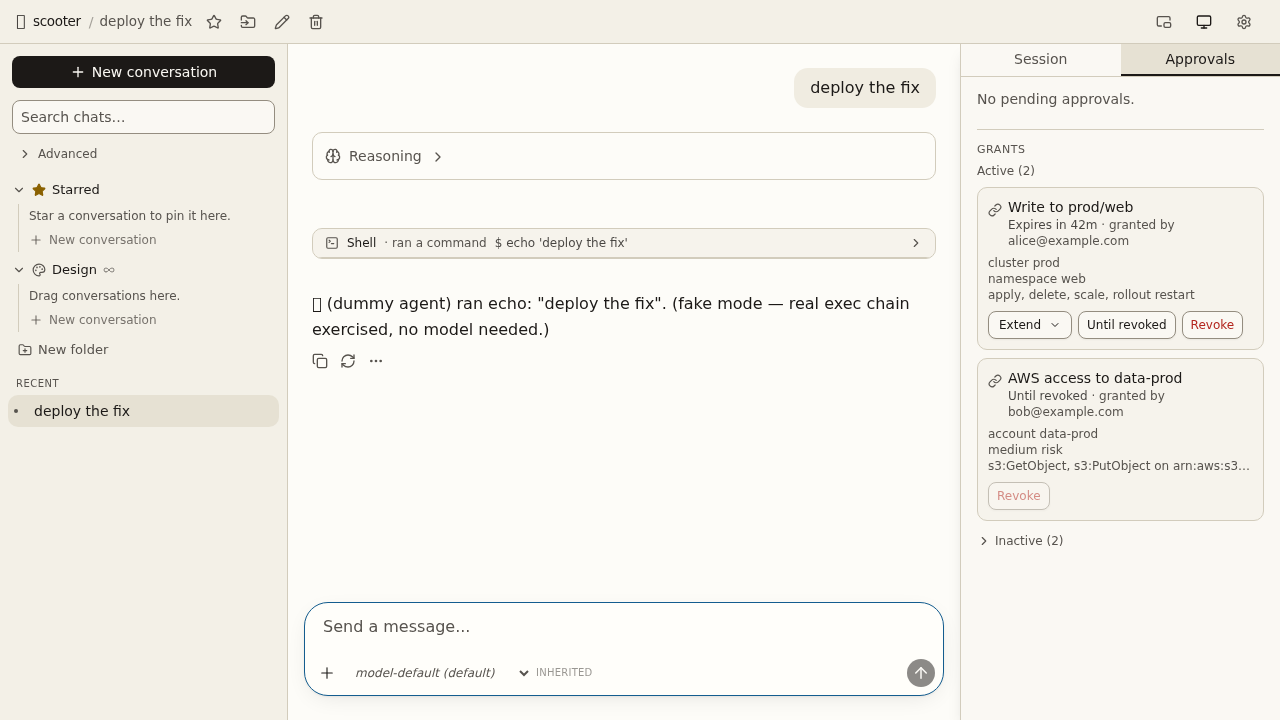 scooter / deploy the fix
New conversation
Search chats…
Advanced
Starred
Star a conversation to pin it here.
New conversation
Design
Drag conversations here.
New conversation
New folder
RECENT
deploy the fix
deploy the fix
Reasoning
Shell · ran a command $ echo 'deploy the fix'
(dummy agent) ran echo: "deploy the fix". (fake mode — real exec chain
exercised, no model needed.)
Send a message...
model-default (default) INHERITED
Session Approvals
No pending approvals.
GRANTS
Active (2)
Write to prod/web
Expires in 42m · granted by
alice@example.com
cluster prod
namespace web
apply, delete, scale, rollout restart
Extend Until revoked Revoke
AWS access to data-prod
Until revoked · granted by
bob@example.com
account data-prod
medium risk
s3:GetObject, s3:PutObject on arn:aws:s3…
Revoke
Inactive (2)